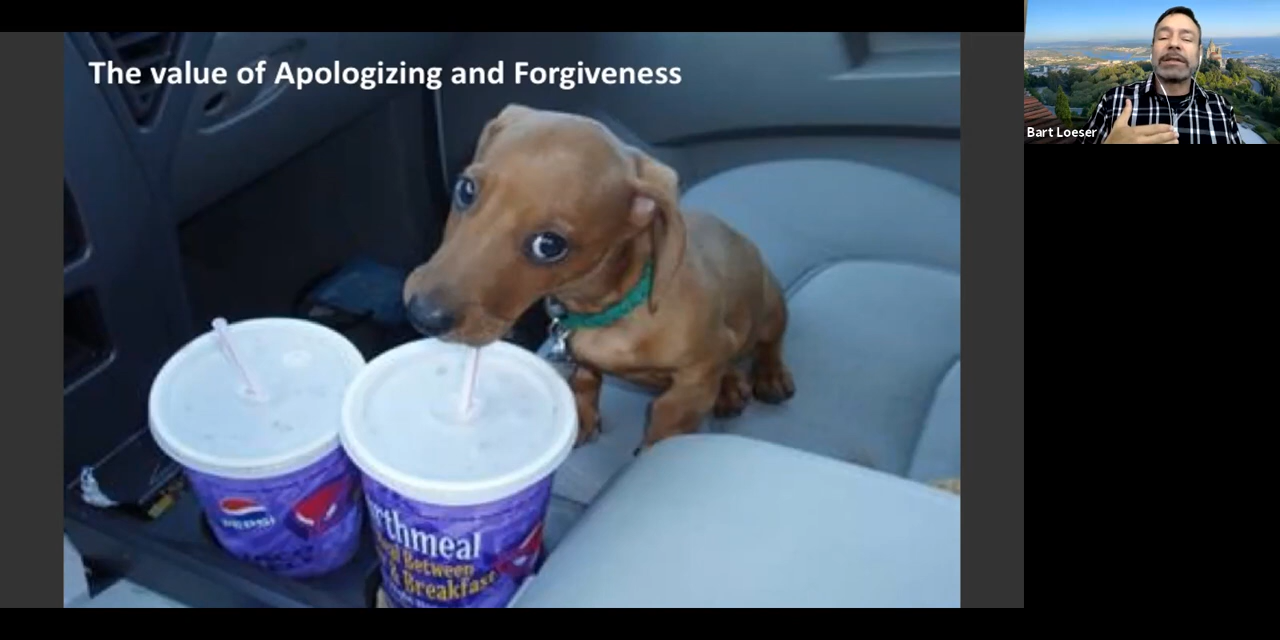 The value of Apologizing and Forgiveness
Bart Loeser
PEPSI
rthmeal
Between
& Breakfast